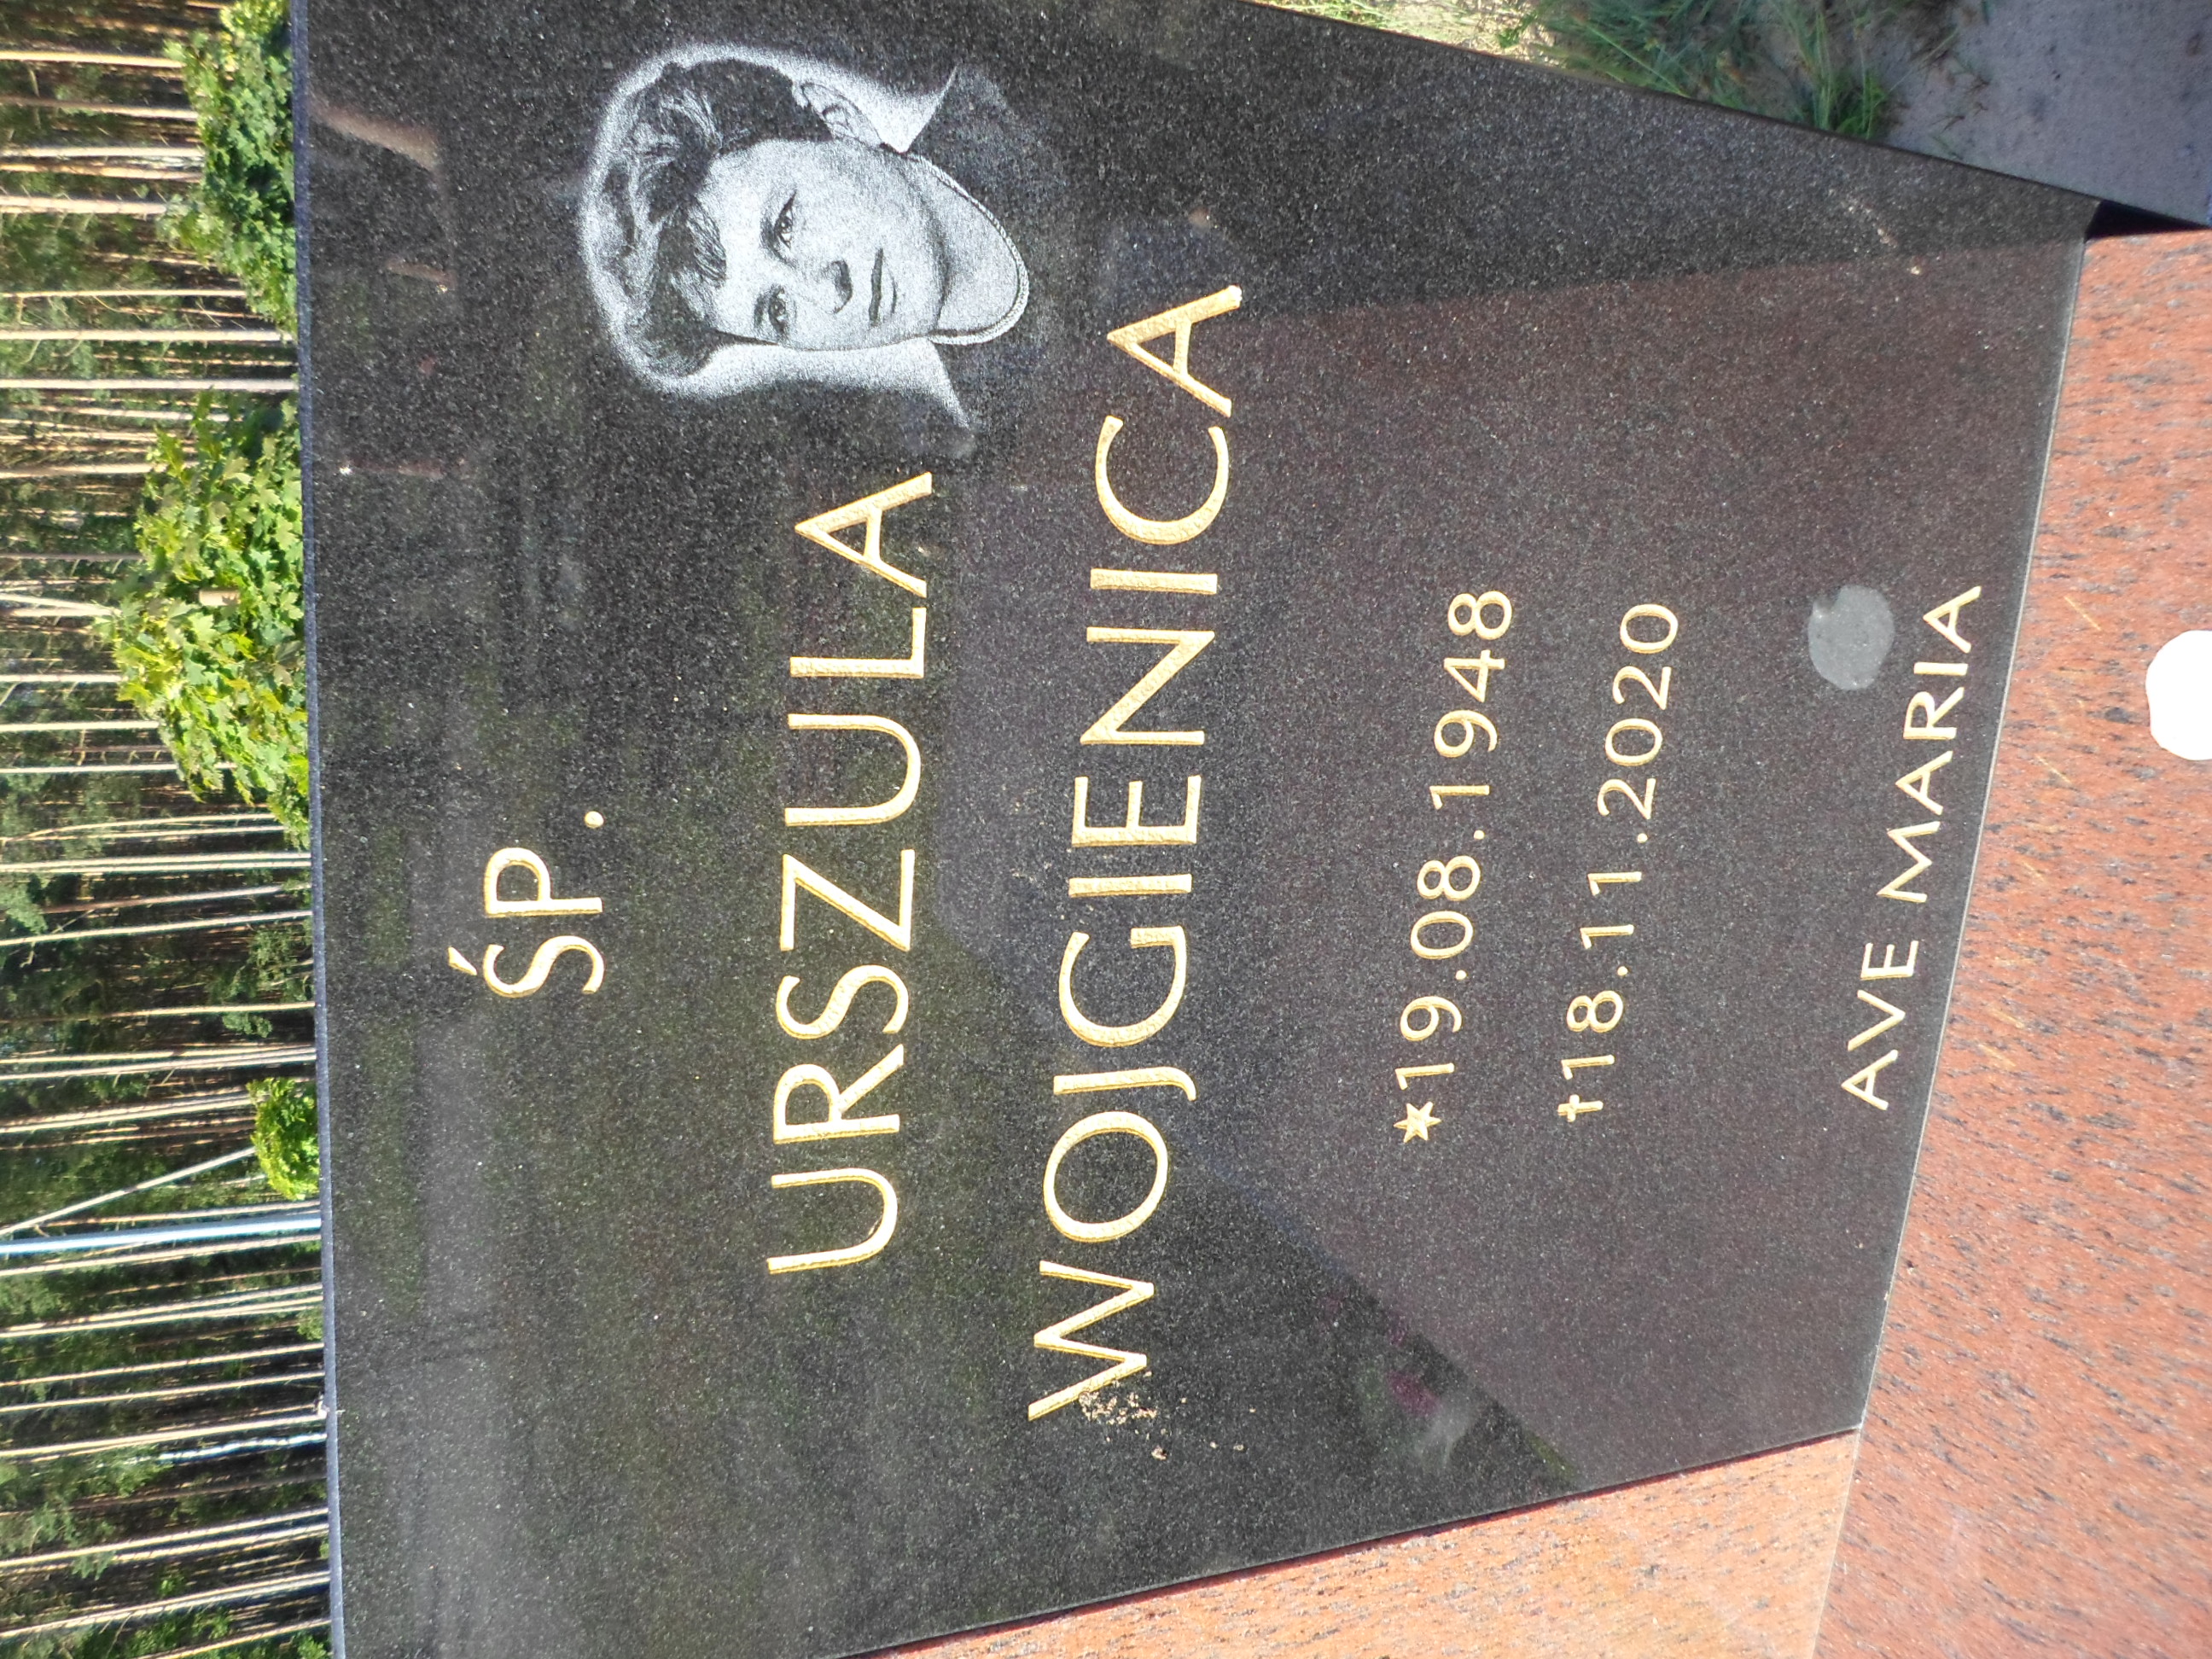 ŚP.
URSZULA
WOJGIENICA
*19.08.1948
†18.11.2020
AVE MARIA